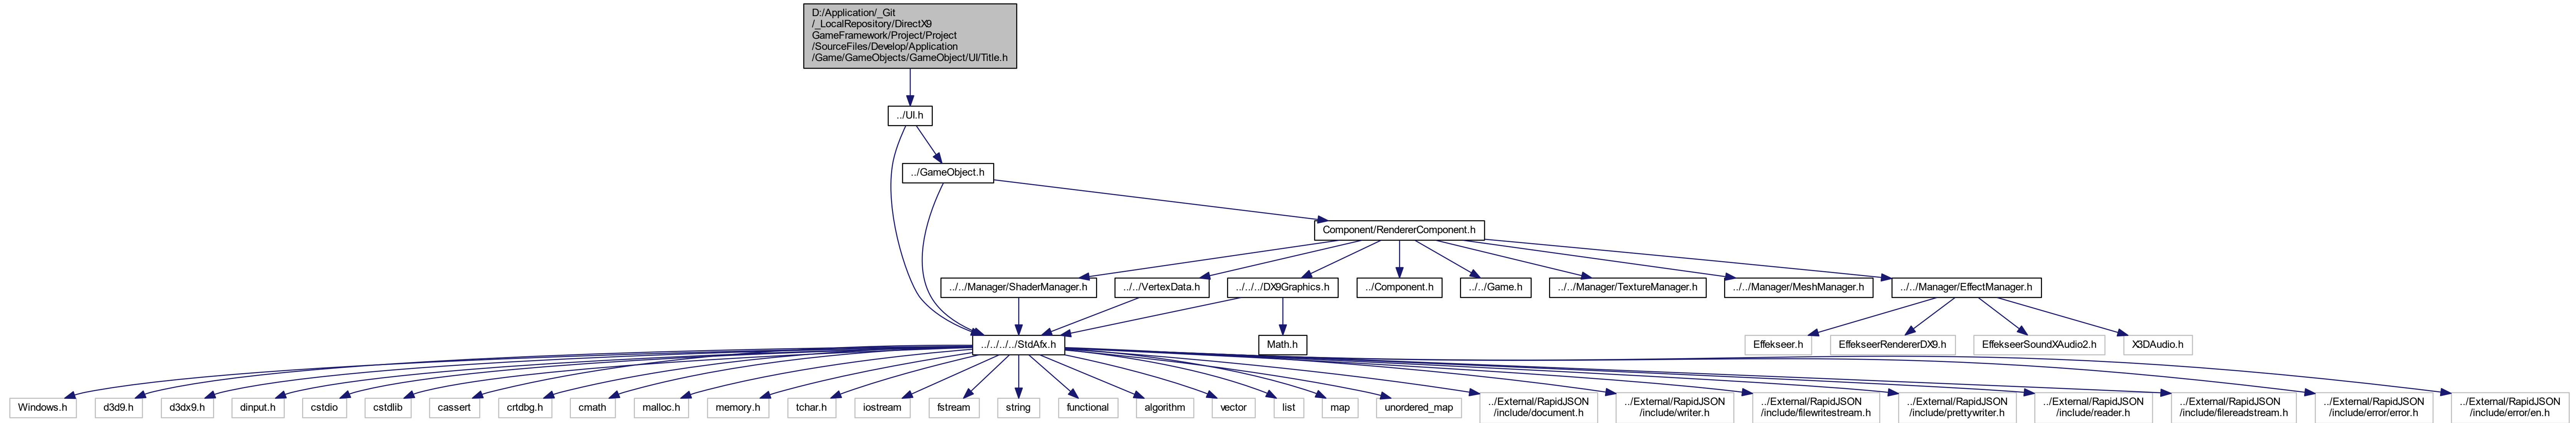 D:/Application/_Git
/_LocalRepository/DirectX9
GameFramework/Project/Project
/SourceFiles/Develop/Application
/Game/GameObjects/GameObject/UI/Title.h
../UI.h
../GameObject.h
Component/RendererComponent.h
../../Manager/ShaderManager.h
../../VertexData.h
../../../DX9Graphics.h
../Component.h
../../Game.h
../../Manager/TextureManager.h
../../Manager/MeshManager.h
../../Manager/EffectManager.h
../../../../StdAfx.h
Math.h
Effekseer.h
EffekseerRendererDX9.h
EffekseerSoundXAudio2.h
X3DAudio.h
Windows.h
d3d9.h
d3dx9.h
dinput.h
cstdio
cstdlib
cassert
crtdbg.h
cmath
malloc.h
memory.h
tchar.h
iostream
fstream
string
functional
algorithm
vector
list
map
unordered_map
../External/RapidJSON
/include/document.h
../External/RapidJSON
/include/writer.h
../External/RapidJSON
/include/filewritestream.h
../External/RapidJSON
/include/prettywriter.h
../External/RapidJSON
/include/reader.h
../External/RapidJSON
/include/filereadstream.h
../External/RapidJSON
/include/error/error.h
../External/RapidJSON
/include/error/en.h